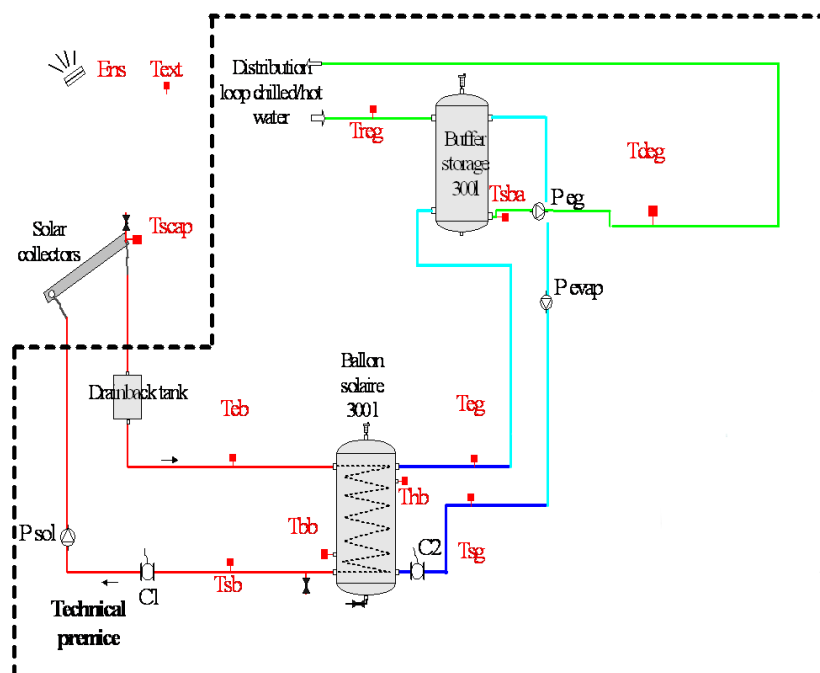 Ens
Text
Distribution
loop chilled/hot
water
Treg
Buffer
storage
300l
Tdeg
Tsba
P eg
Solar
collectors
Tscap
P evap
Ballon
solaire
300 l
Drainback tank
Teb
Teg
Thb
Tbb
P sol
C2
Tsg
Tsb
C1
Technical
premice